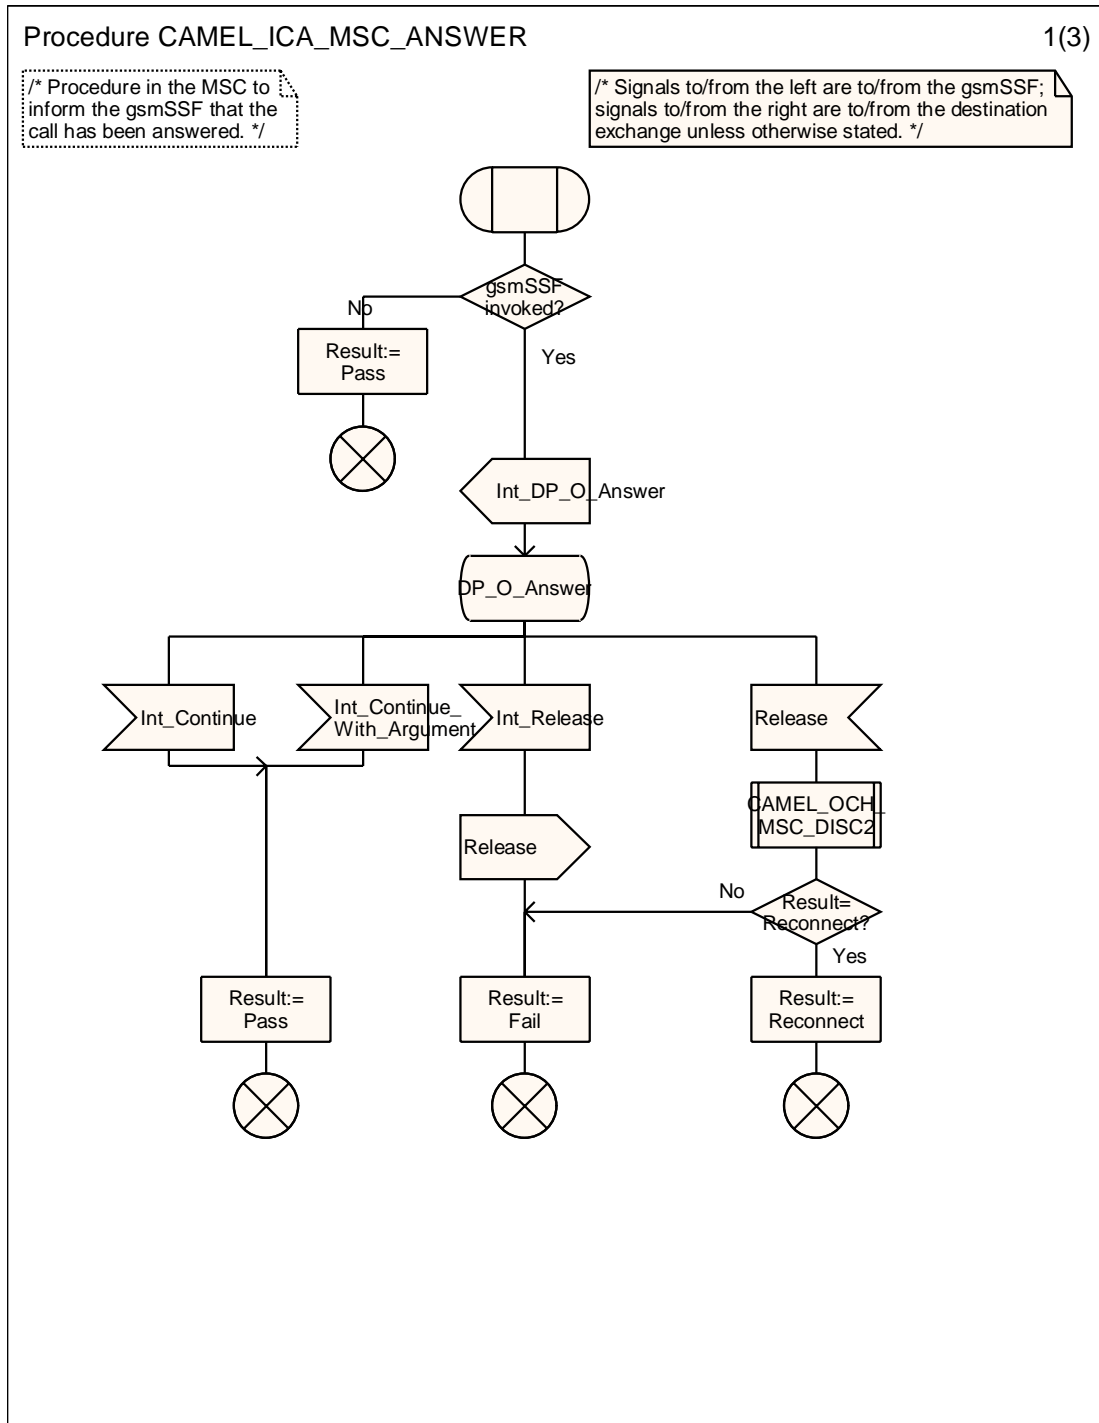 Procedure CAMEL_ICA_MSC_ANSWER
1(3)
/* Procedure in the MSC to
inform the gsmSSF that the
call has been answered. */
/* Signals to/from the left are to/from the gsmSSF;
signals to/from the right are to/from the destination
exchange unless otherwise stated. */
gsmSSF
invoked?
No
Yes
Result:=
Pass
Int_DP_O_Answer
DP_O_Answer
Int_Continue
Int_Continue_
With_Argument
Int_Release
Release
CAMEL_OCH_
MSC_DISC2
Release
No
Result=
Reconnect?
Yes
Result:=
Pass
Result:=
Fail
Result:=
Reconnect